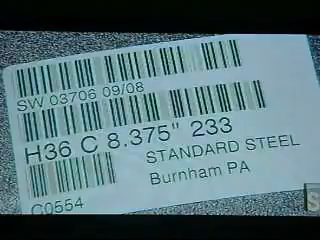 SW 03706 09/08
H36 C 8.375" 233
STANDARD STEEL
Burnham PA
C0554